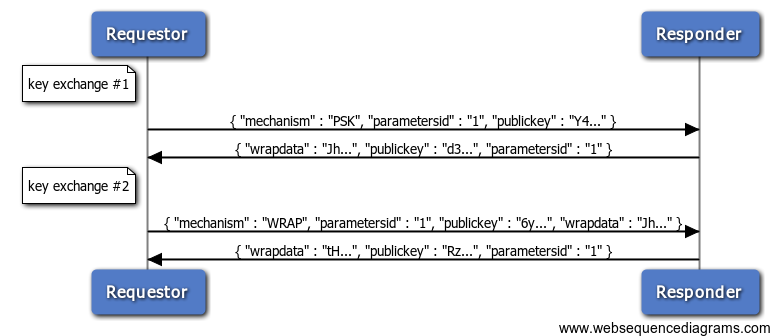 Requestor Responder
key exchange #1
{ "mechanism" : "PSK", "parametersid" : "1", "publickey" : "Y4..." }
{ "wrapdata" : "Jh...", "publickey" : "d3...", "parametersid" : "1" }
key exchange #2
{ "mechanism" : "WRAP", "parametersid" : "1", "publickey" : "6y...", "wrapdata" : "Jh..." }
{ "wrapdata" : "tH...", "publickey" : "Rz...", "parametersid" : "1" }
Requestor Responder
www.websequencediagrams.com